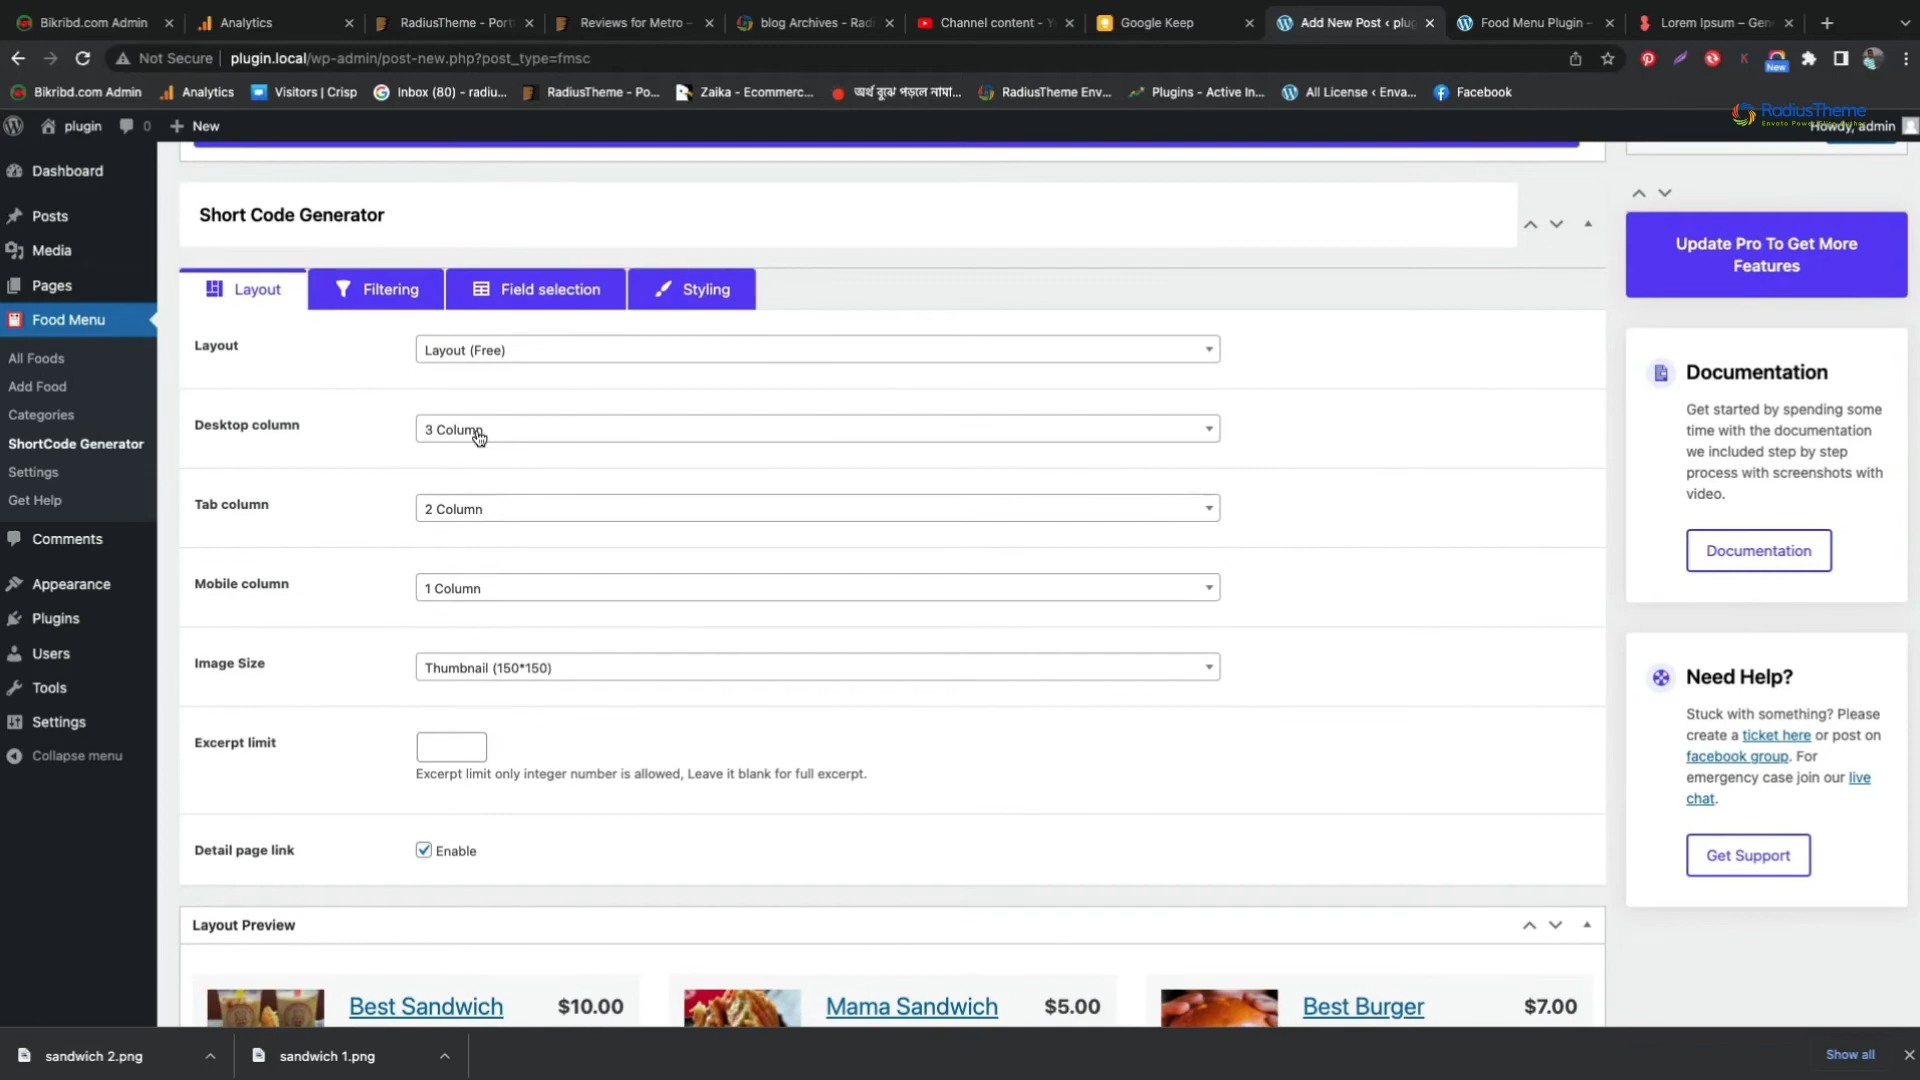 Bikribd.com Admin
Analytics
RadiusTheme - Port
Reviews for Metro –
blog Archives - Radi
Channel content - Y
Google Keep
Add New Post ‹ plug
Food Menu Plugin –
Lorem Ipsum – Gen
Not Secure
plugin.local/wp-admin/post-new.php?post_type=fmsc
New
Bikribd.com Admin
Analytics
Visitors | Crisp
Inbox (80) - radiu...
RadiusTheme - Po...
Zaika - Ecommerc...
অর্থ বুঝে পড়লে নামা...
RadiusTheme Env...
Plugins - Active In...
All License ‹ Enva...
Facebook
RadiusTheme
plugin
0
New
Howdy, admin
Dashboard
Posts
Media
Pages
Food Menu
All Foods
Add Food
Categories
ShortCode Generator
Settings
Get Help
Comments
Appearance
Plugins
Users
Tools
Settings
Collapse menu
Short Code Generator
Layout
Filtering
Field selection
Styling
Layout
Layout (Free)
Desktop column
3 Column
Tab column
2 Column
Mobile column
1 Column
Image Size
Thumbnail (150*150)
Excerpt limit
Excerpt limit only integer number is allowed, Leave it blank for full excerpt.
Detail page link
Enable
Layout Preview
Best Sandwich
$10.00
Mama Sandwich
$5.00
Best Burger
$7.00
Update Pro To Get More
Features
Documentation
Get started by spending some
time with the documentation
we included step by step
process with screenshots with
video.
Documentation
Need Help?
Stuck with something? Please
create a ticket here or post on
facebook group. For
emergency case join our live
chat.
Get Support
sandwich 2.png
sandwich 1.png
Show all